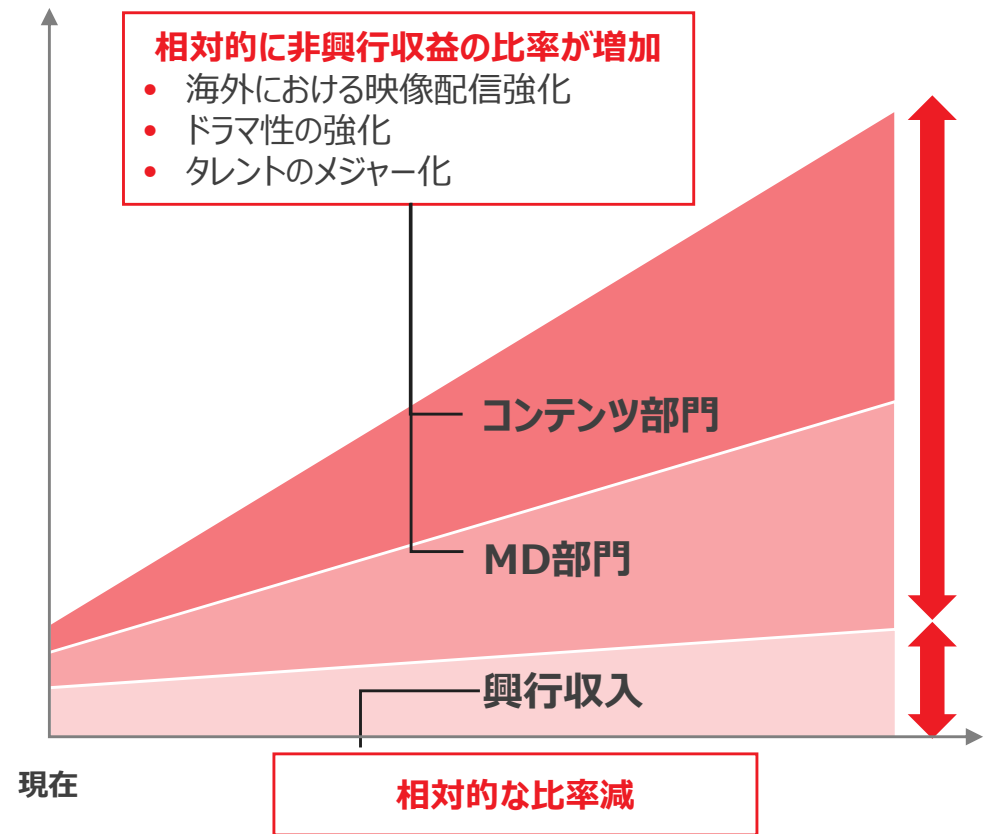 相対的に非興行収益の比率が増加
• 海外における映像配信強化
• ドラマ性の強化
• タレントのメジャー化
コンテンツ部門
MD部門
興行収入
現在
相対的な比率減